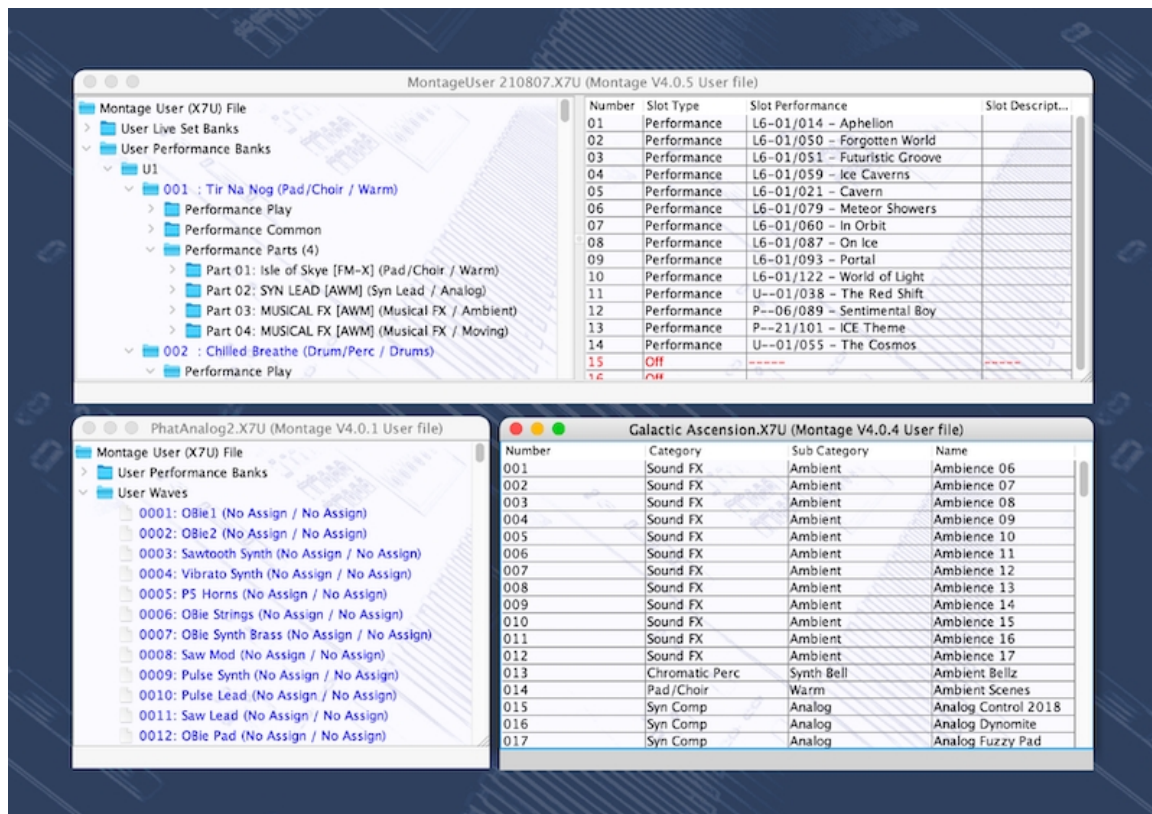 MontageUser 210807.X7U (Montage V4.0.5 User file)
Montage User (X7U) File
User Live Set Banks
User Performance Banks
U1
001 : Tir Na Nog (Pad/Choir / Warm)
Performance Play
Performance Common
Performance Parts (4)
Part 01: Isle of Skye [FM-X] (Pad/Choir / Warm)
Part 02: SYN LEAD [AWM] (Syn Lead / Analog)
Part 03: MUSICAL FX [AWM] (Musical FX / Ambient)
Part 04: MUSICAL FX [AWM] (Musical FX / Moving)
002 : Chilled Breathe (Drum/Perc / Drums)
Performance Play
Number Slot Type Slot Performance Slot Descript...
01 Performance L6-01/014 - Aphelion
02 Performance L6-01/050 - Forgotten World
03 Performance L6-01/051 - Futuristic Groove
04 Performance L6-01/059 - Ice Caverns
05 Performance L6-01/021 - Cavern
06 Performance L6-01/079 - Meteor Showers
07 Performance L6-01/060 - In Orbit
08 Performance L6-01/087 - On Ice
09 Performance L6-01/093 - Portal
10 Performance L6-01/122 - World of Light
11 Performance U--01/038 - The Red Shift
12 Performance P--06/089 - Sentimental Boy
13 Performance P--21/101 - ICE Theme
14 Performance U--01/055 - The Cosmos
15 Off ----- -----
16 Off
PhatAnalog2.X7U (Montage V4.0.1 User file)
Montage User (X7U) File
User Performance Banks
User Waves
0001: OBie1 (No Assign / No Assign)
0002: OBie2 (No Assign / No Assign)
0003: Sawtooth Synth (No Assign / No Assign)
0004: Vibrato Synth (No Assign / No Assign)
0005: P5 Horns (No Assign / No Assign)
0006: OBie Strings (No Assign / No Assign)
0007: OBie Synth Brass (No Assign / No Assign)
0008: Saw Mod (No Assign / No Assign)
0009: Pulse Synth (No Assign / No Assign)
0010: Pulse Lead (No Assign / No Assign)
0011: Saw Lead (No Assign / No Assign)
0012: OBie Pad (No Assign / No Assign)
Galactic Ascension.X7U (Montage V4.0.4 User file)
Number Category Sub Category Name
001 Sound FX Ambient Ambience 06
002 Sound FX Ambient Ambience 07
003 Sound FX Ambient Ambience 08
004 Sound FX Ambient Ambience 09
005 Sound FX Ambient Ambience 10
006 Sound FX Ambient Ambience 11
007 Sound FX Ambient Ambience 12
008 Sound FX Ambient Ambience 13
009 Sound FX Ambient Ambience 14
010 Sound FX Ambient Ambience 15
011 Sound FX Ambient Ambience 16
012 Sound FX Ambient Ambience 17
013 Chromatic Perc Synth Bell Ambient Bellz
014 Pad/Choir Warm Ambient Scenes
015 Syn Comp Analog Analog Control 2018
016 Syn Comp Analog Analog Dynomite
017 Syn Comp Analog Analog Fuzzy Pad